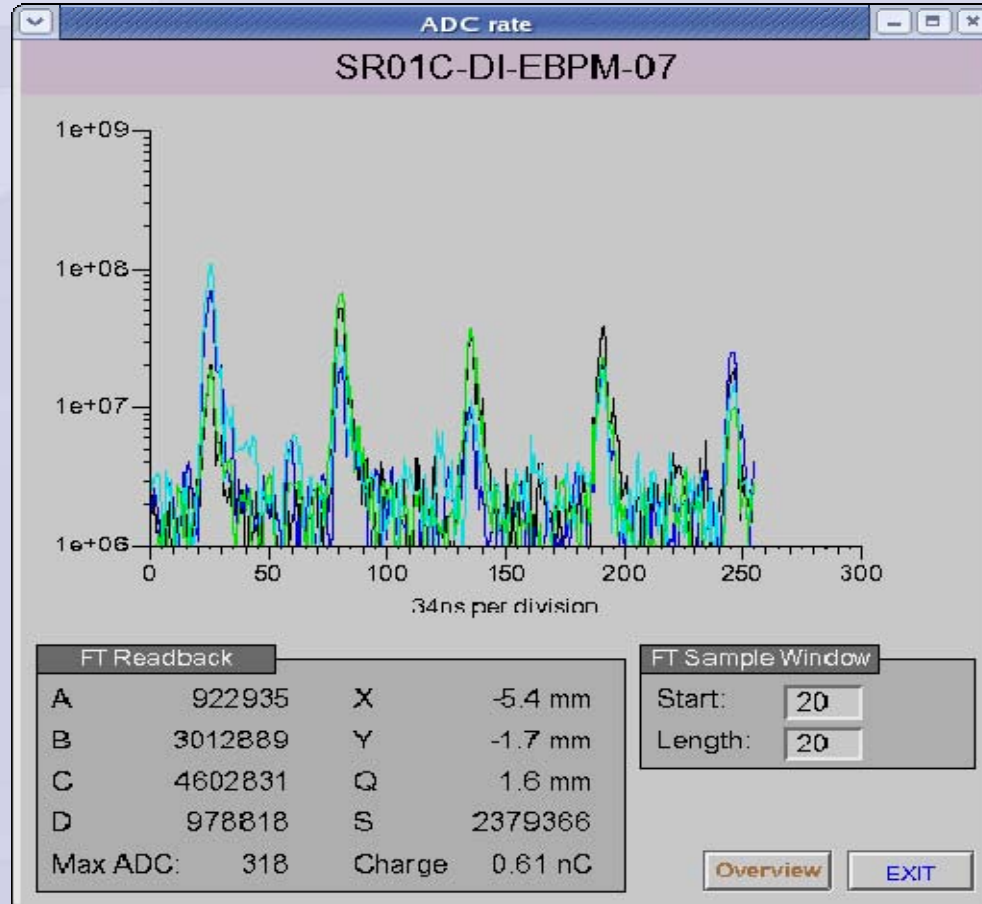 ADC rate
SR01C-DI-EBPM-07
1e+09
1e+08
1e+07
1e+06
0 50 100 150 200 250 300
34ns per division
FT Readback
A 922935 X -5.4 mm
B 3012889 Y -1.7 mm
C 4602831 Q 1.6 mm
D 978818 S 2379366
Max ADC: 318 Charge 0.61 nC
FT Sample Window
Start: 20
Length: 20
Overview EXIT